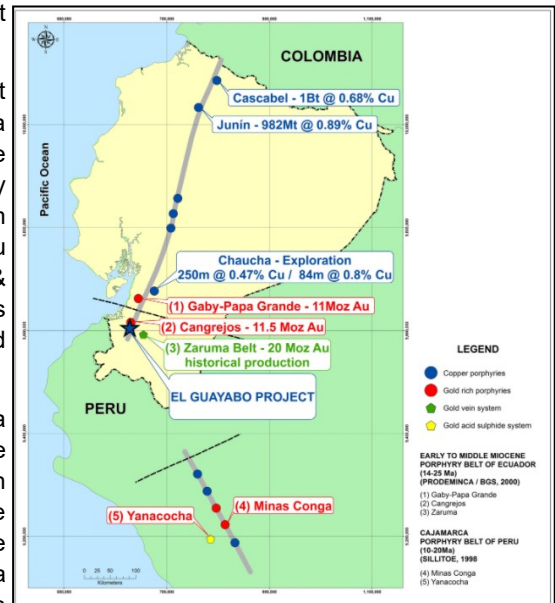 COLOMBIA
Cascabel - 1Bt @ 0.68% Cu
Junín - 982Mt @ 0.89% Cu
Pacific Ocean
Chaucha - Exploration
250m @ 0.47% Cu / 84m @ 0.8% Cu
(1) Gaby-Papa Grande - 11Moz Au
(2) Cangrejos - 11.5 Moz Au
(3) Zaruma Belt - 20 Moz Au
historical production
EL GUAYABO PROJECT
PERU
(4) Minas Conga
(5) Yanacocha
0 25 50 100
Kilometers
LEGEND
Copper porphyries
Gold rich porphyries
Gold vein system
Gold acid sulphide system
EARLY TO MIDDLE MIOCENE
PORPHYRY BELT OF ECUADOR
(14-25 Ma)
(PRODEMINCA / BGS, 2000)
(1) Gaby-Papa Grande
(2) Cangrejos
(3) Zaruma
CAJAMARCA
PORPHYRY BELT OF PERU
(10-20Ma)
(SILLITOE, 1998
(4) Minas Conga
(5) Yanacocha